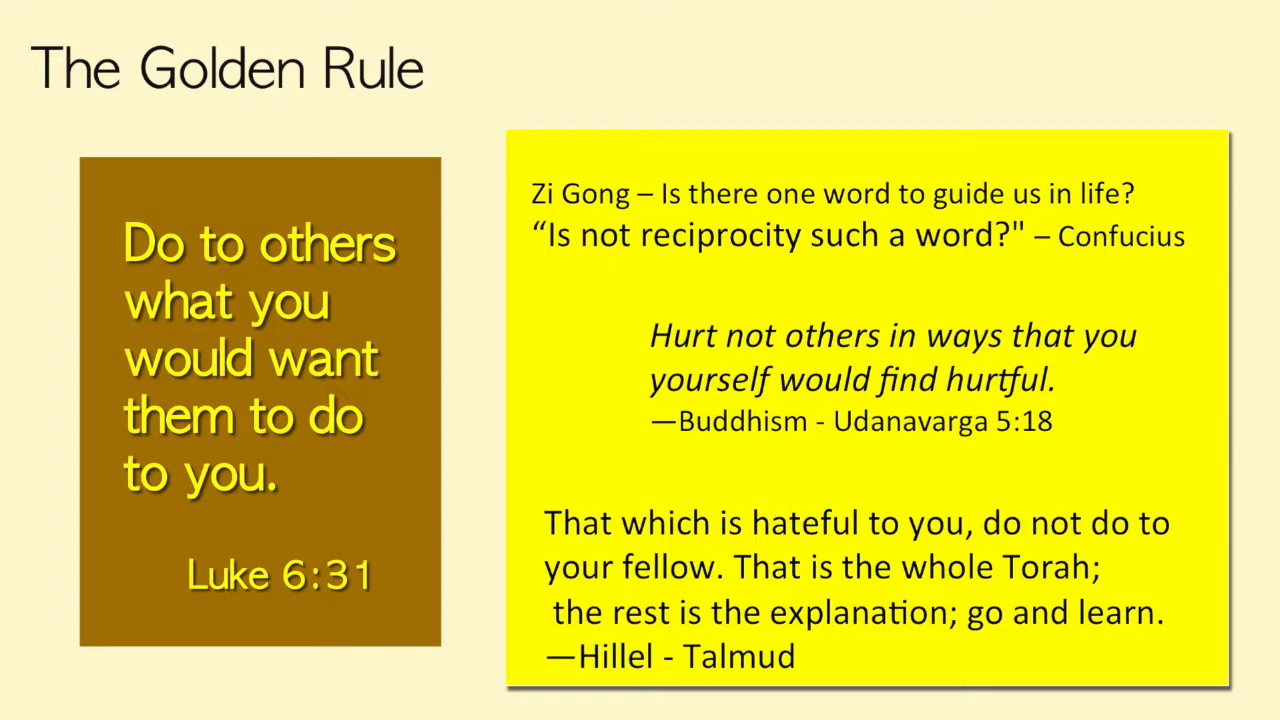 The Golden Rule
Do to others
what you
would want
them to do
to you.
Luke 6:31
Zi Gong – Is there one word to guide us in life?
“Is not reciprocity such a word?" – Confucius
Hurt not others in ways that you
yourself would find hurtful.
—Buddhism - Udanavarga 5:18
That which is hateful to you, do not do to
your fellow. That is the whole Torah;
the rest is the explanation; go and learn.
—Hillel - Talmud